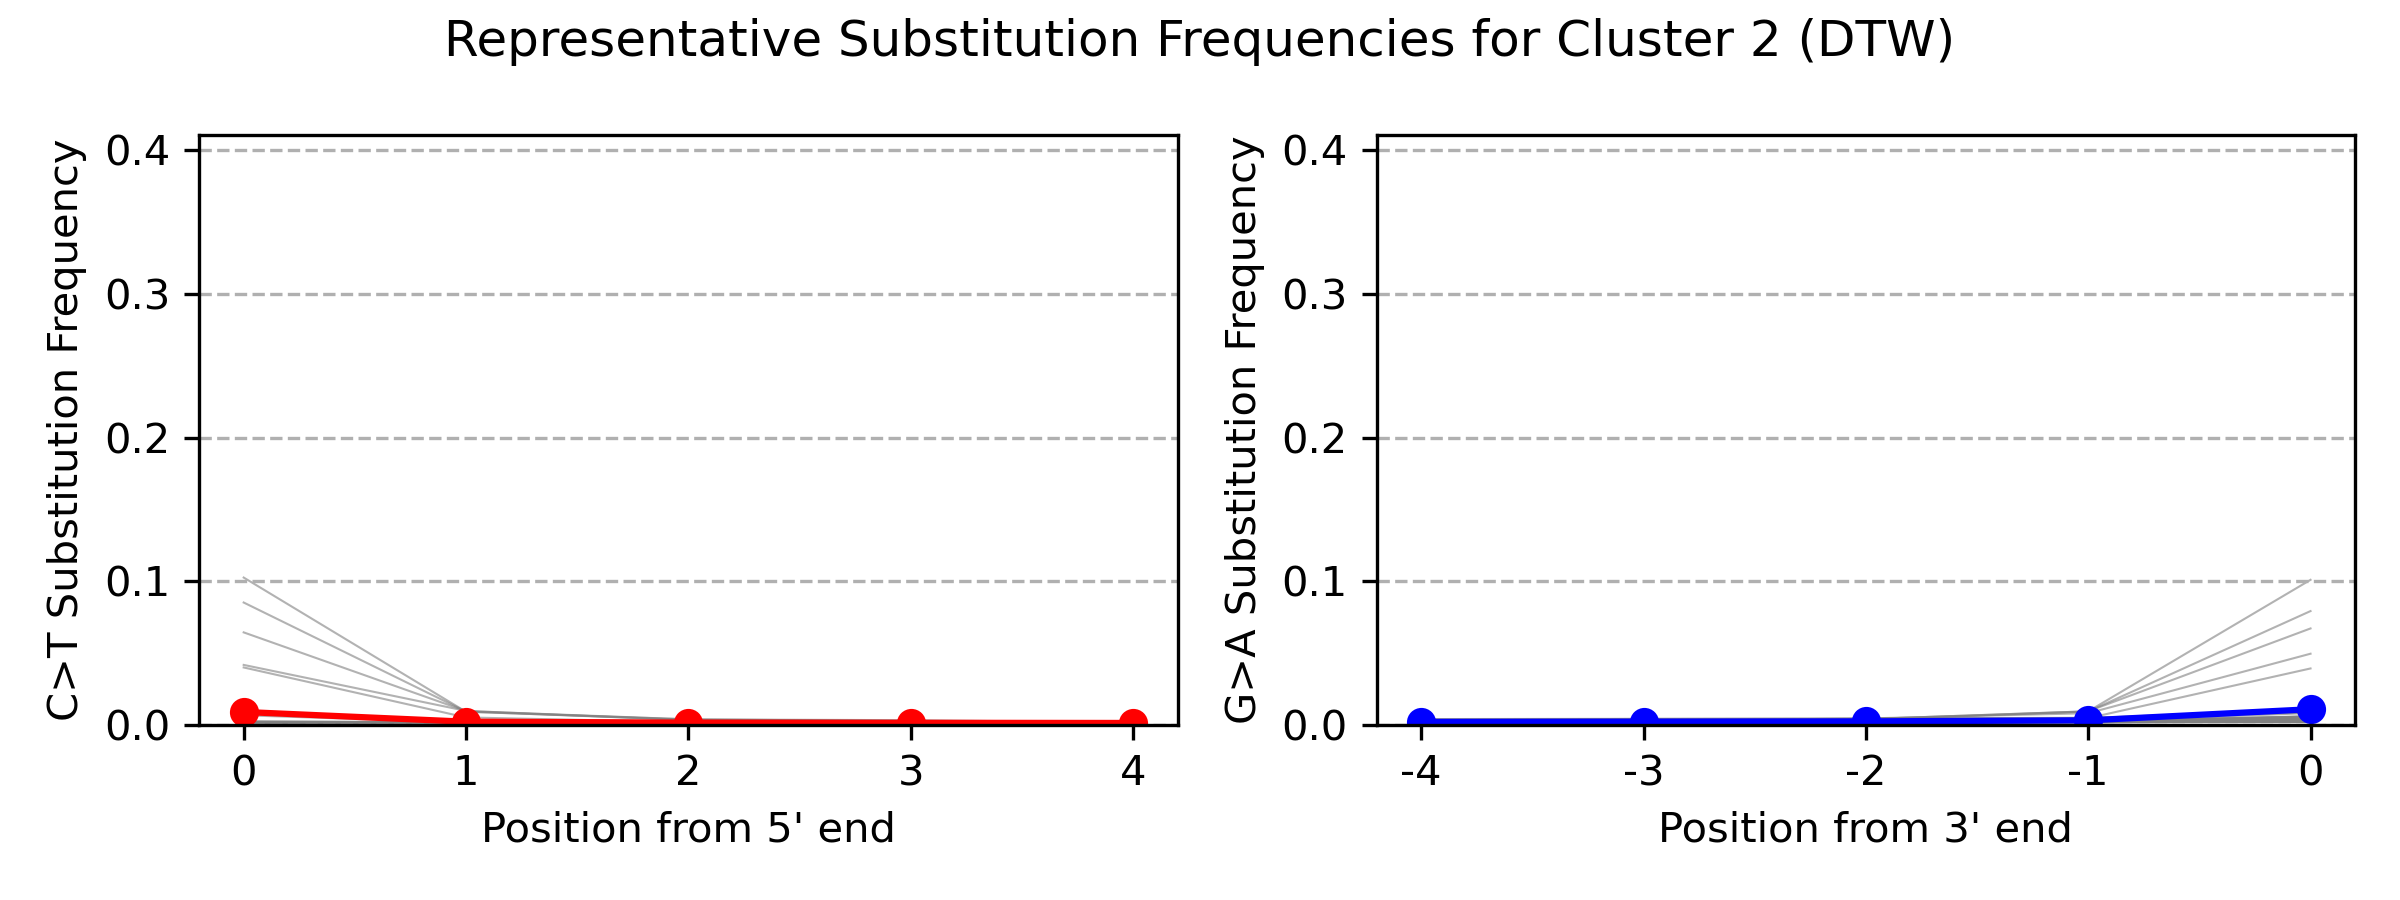 Representative Substitution Frequencies for Cluster 2 (DTW)
C>T Substitution Frequency
0.4
0.3
0.2
0.1
0.0
0 1 2 3 4
Position from 5' end
G>A Substitution Frequency
0.4
0.3
0.2
0.1
0.0
-4 -3 -2 -1 0
Position from 3' end